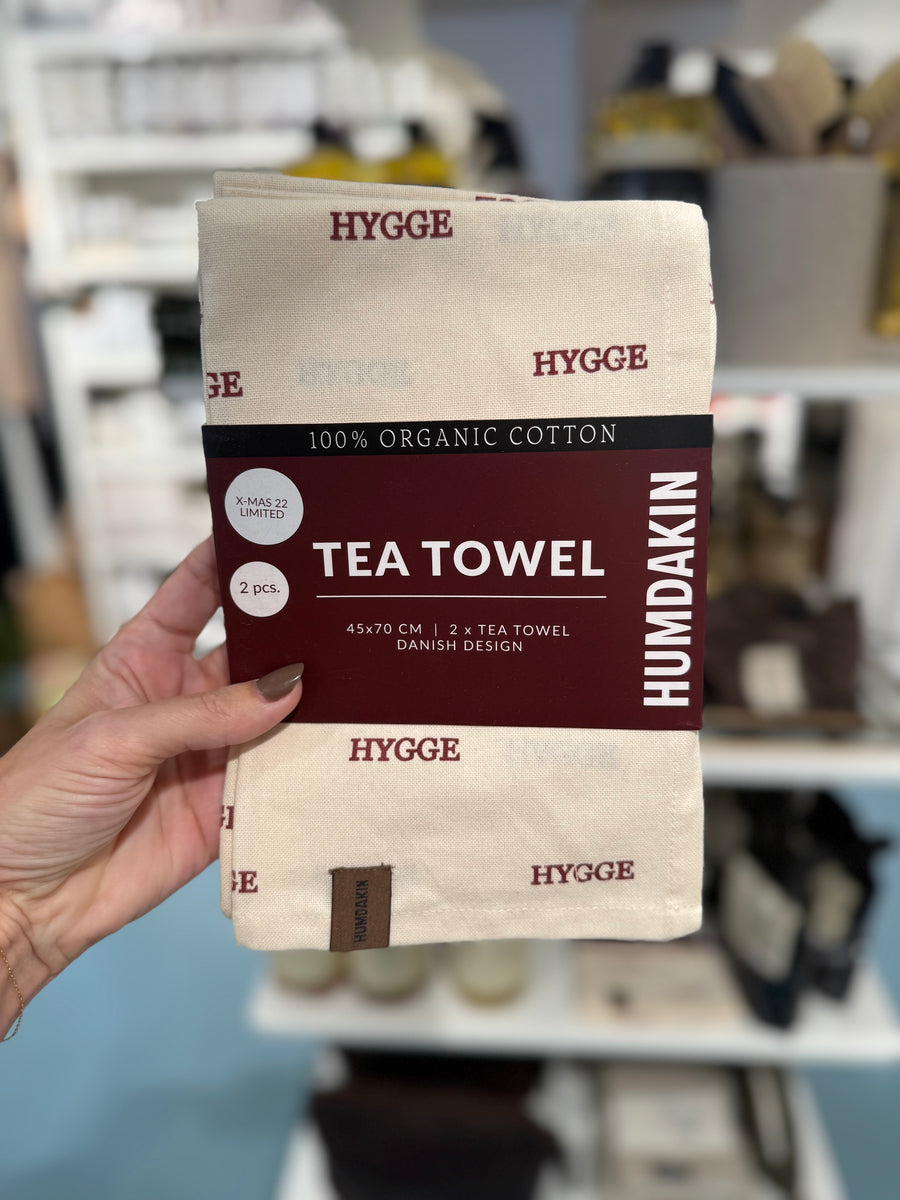 HYGGE
HYGGE
GE
100% ORGANIC COTTON
X-MAS 22
LIMITED
TEA TOWEL
2 pcs.
45x70 CM | 2 x TEA TOWEL
DANISH DESIGN
HUMDAKIN
HYGGE
HYGGE
GE
HUMDAKIN